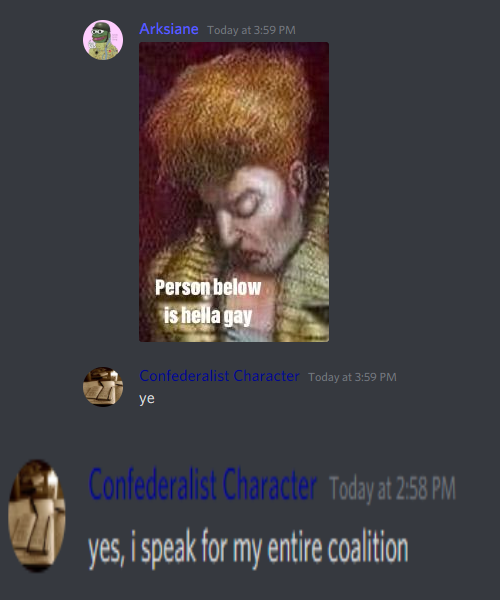 Arksiane Today at 3:59 PM
Person below
is hella gay
Confederalist Character Today at 3:59 PM
ye
Confederalist Character Today at 2:58 PM
yes, i speak for my entire coalition